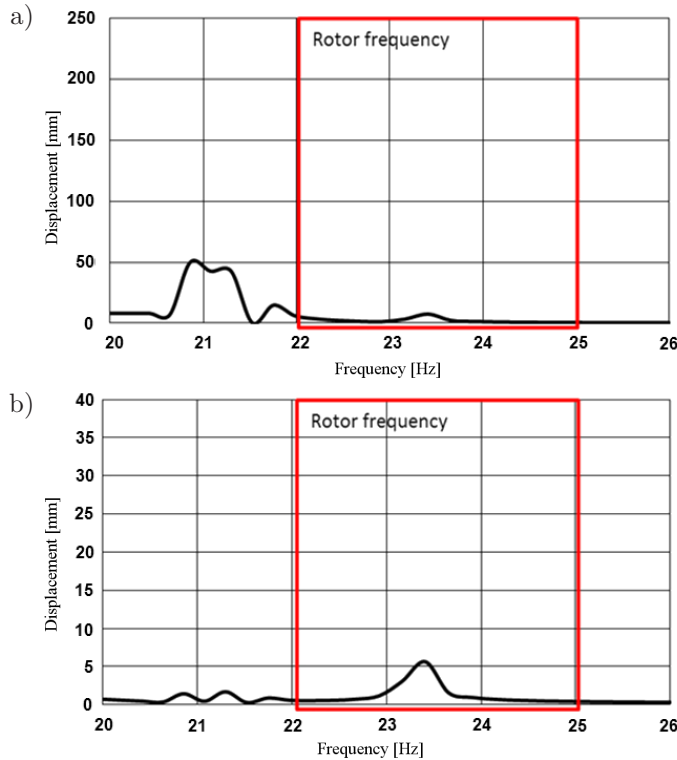 a)
250
200
150
100
50
0
Displacement [mm]
Rotor frequency
20 21 22 23 24 25 26
Frequency [Hz]
b)
40
35
30
25
20
15
10
5
0
Displacement [mm]
Rotor frequency
20 21 22 23 24 25 26
Frequency [Hz]